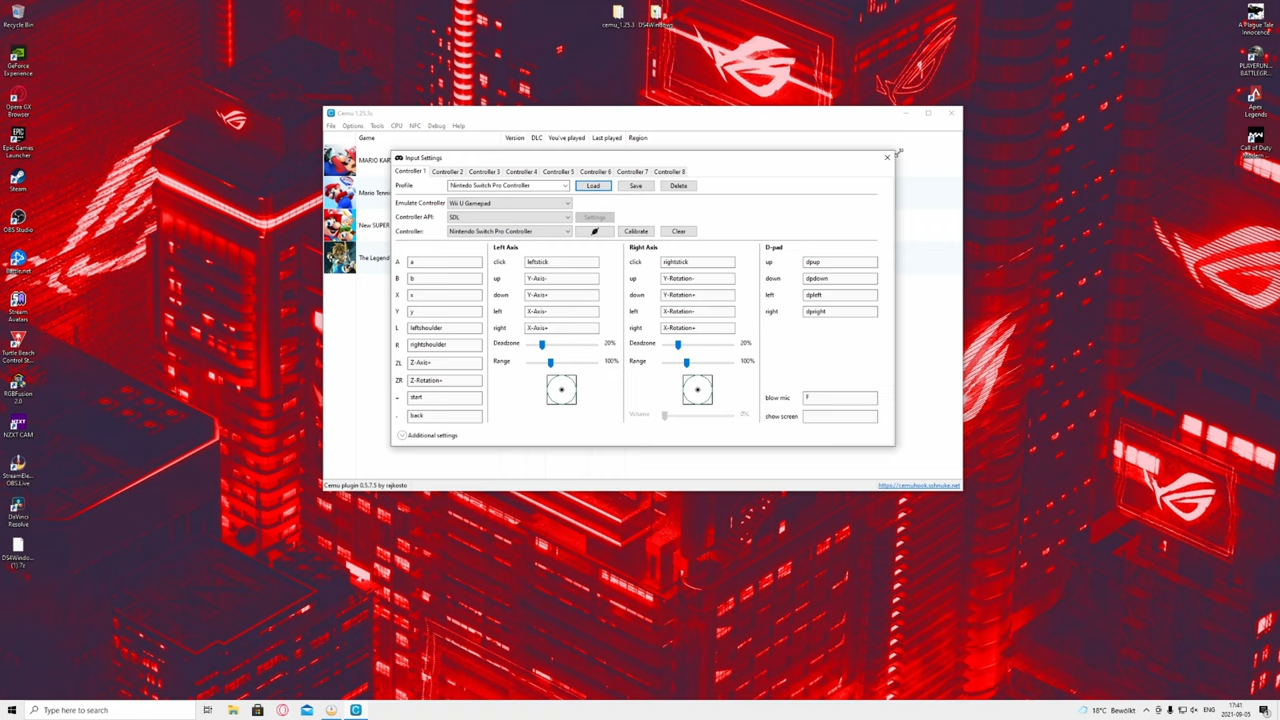 Recycle Bin
GeForce
Experience
Opera GX
Browser
Epic Games
Launcher
Steam
OBS Studio
Battle.net
Stream
Avatars
Turtle Beach
Control St...
RGBFusion
2.0
NZXT CAM
StreamEle...
OBS.Live
DaVinci
Resolve
DS4Windo...
(1).7z
cemu_1.25.3
DS4Windows
A Plague Tale
Innocence
PLAYERUN...
BATTLEGR...
Apex
Legends
Call of Duty
Modern...
Cemu 1.25.3c
File Options Tools CPU NFC Debug Help
Game Version DLC You've played Last played Region
MARIO KAR
Mario Tenni
New SUPER
The Legend
Input Settings
Controller 1 Controller 2 Controller 3 Controller 4 Controller 5 Controller 6 Controller 7 Controller 8
Profile Nintedo Switch Pro Controller Load Save Delete
Emulate Controller Wii U Gamepad
Controller API: SDL Settings
Controller: Nintendo Switch Pro Controller Calibrate Clear
Left Axis Right Axis D-pad
A a click leftstick click rightstick up dpup
B b up Y-Axis- up Y-Rotation- down dpdown
X x down Y-Axis+ down Y-Rotation+ left dpleft
Y y left X-Axis- left X-Rotation- right dpright
L leftshoulder right X-Axis+ right X-Rotation+
R rightshoulder Deadzone 20% Deadzone 20%
ZL Z-Axis+ Range 100% Range 100%
ZR Z-Rotation+
+ start blow mic F
- back Volume 0% show screen
Additional settings
Cemu plugin 0.5.7.5 by rajkosto https://cemuhook.sshnuke.net
Type here to search
18°C Bewölkt ENG 17:41
2021-09-05